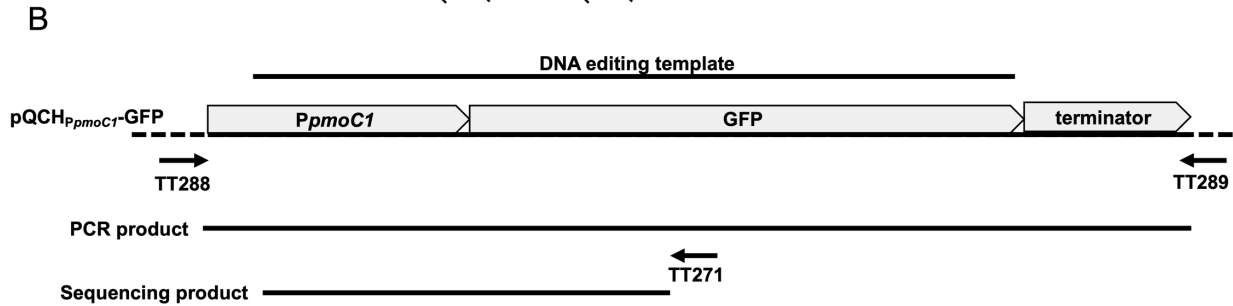 B
DNA editing template
pQCHPpmoC1-GFP
PpmoC1
GFP
terminator
TT288
TT289
PCR product
TT271
Sequencing product